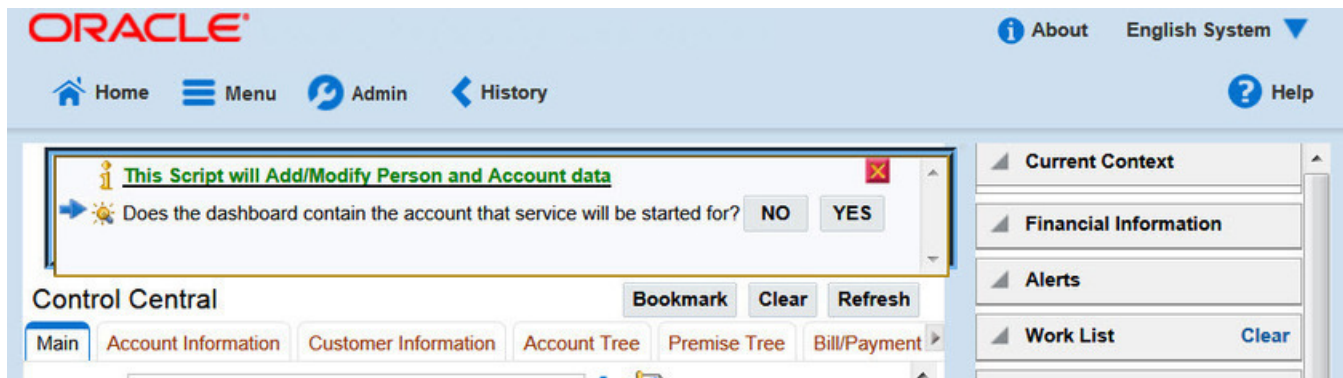 ORACLE
About English System
Home Menu Admin History Help
This Script will Add/Modify Person and Account data
Does the dashboard contain the account that service will be started for? NO YES
Control Central
Bookmark Clear Refresh
Main Account Information Customer Information Account Tree Premise Tree Bill/Payment
Current Context
Financial Information
Alerts
Work List Clear